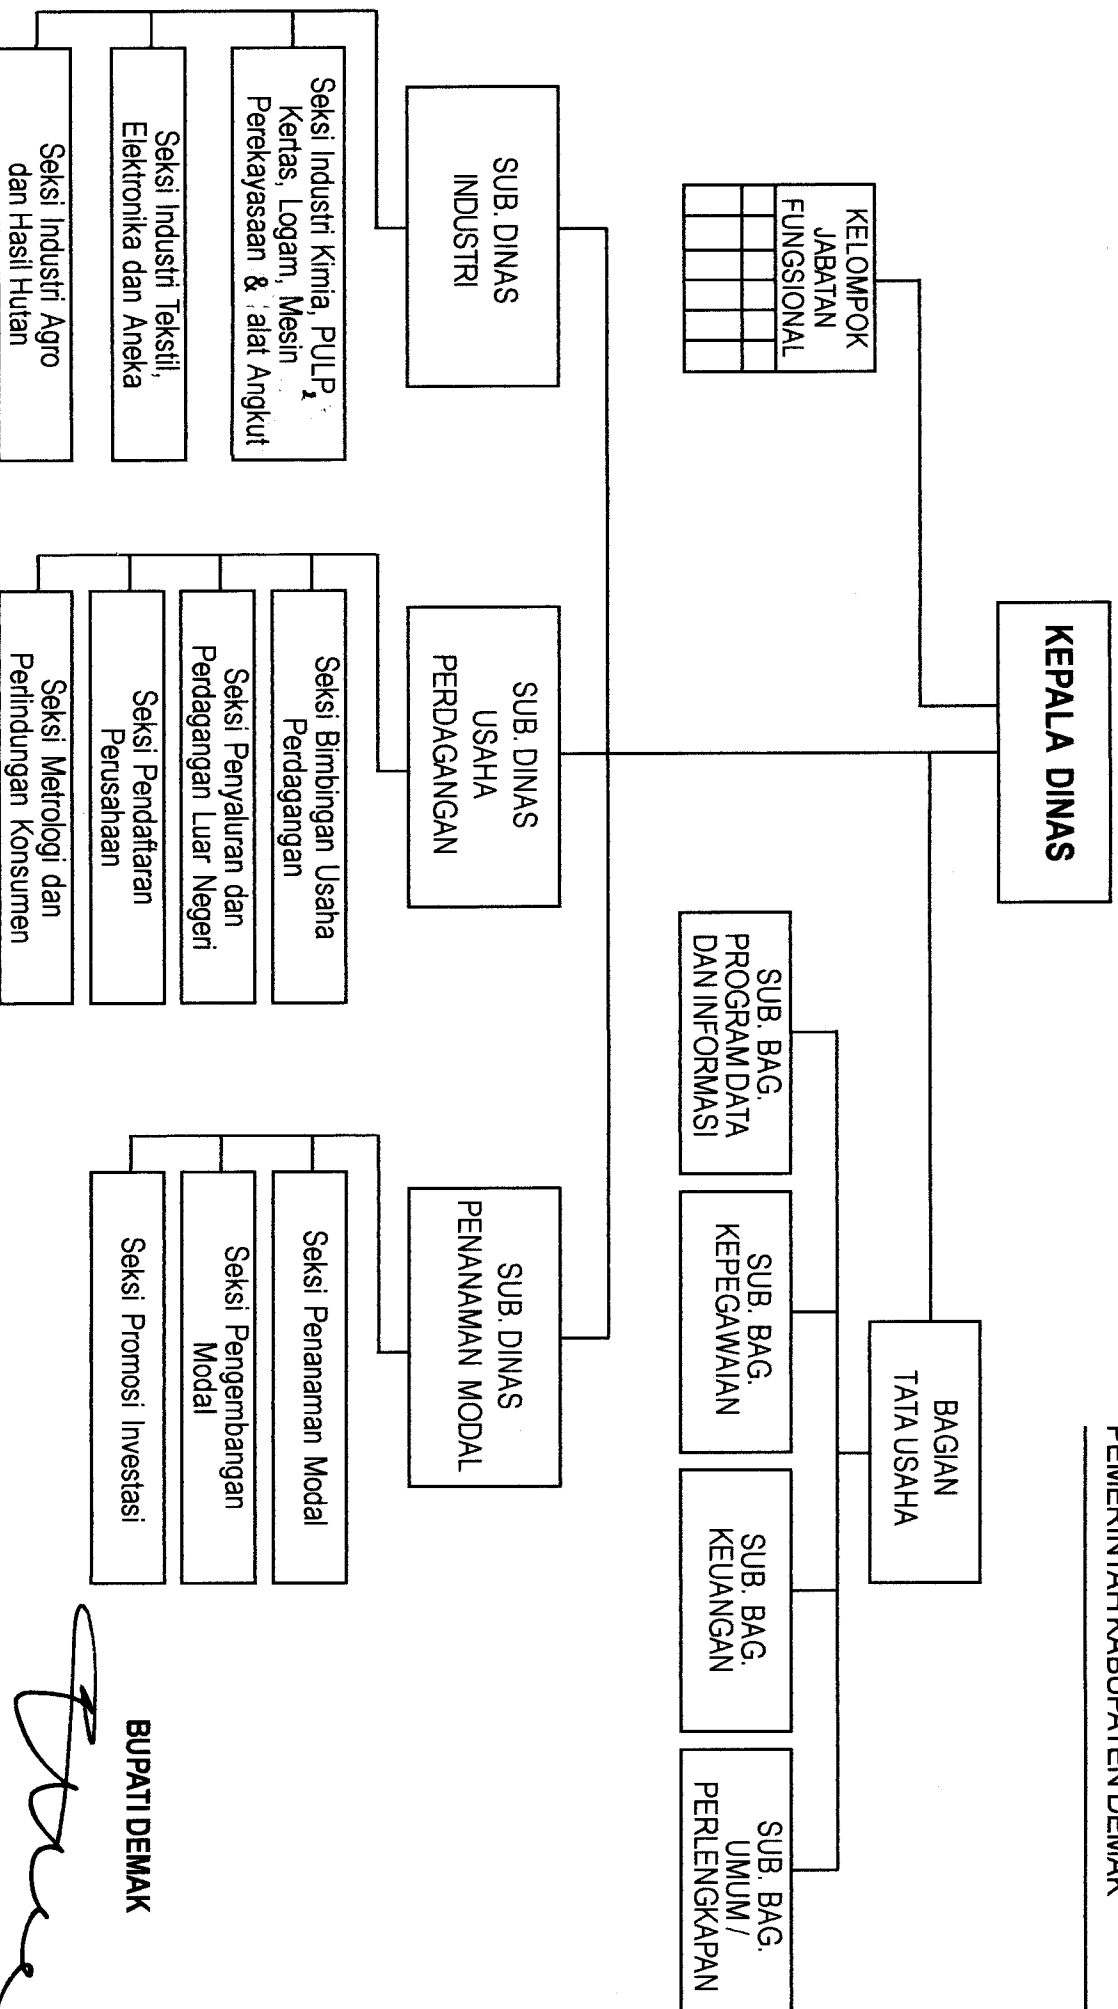 PEMERINTAH KABUPATEN DEMAK
KEPALA DINAS
KELOMPOK
JABATAN
FUNGSIONAL
BAGIAN
TATA USAHA
SUB. BAG.
PROGRAM DATA
DAN INFORMASI
SUB. BAG.
KEPEGAWAIAN
SUB. BAG.
KEUANGAN
SUB. BAG.
UMUM /
PERLENGKAPAN
SUB. DINAS
INDUSTRI
SUB. DINAS
USAHA
PERDAGANGAN
SUB. DINAS
PENANAMAN MODAL
Seksi Industri Kimia, PULP,
Kertas, Logam, Mesin
Perekayasaan & alat Angkut
Seksi Industri Tekstil,
Elektronika dan Aneka
Seksi Industri Agro
dan Hasil Hutan
Seksi Bimbingan Usaha
Perdagangan
Seksi Penyaluran dan
Perdagangan Luar Negeri
Seksi Pendaftaran
Perusahaan
Seksi Metrologi dan
Perlindungan Konsumen
Seksi Penanaman Modal
Seksi Pengembangan
Modal
Seksi Promosi Investasi
BUPATI DEMAK